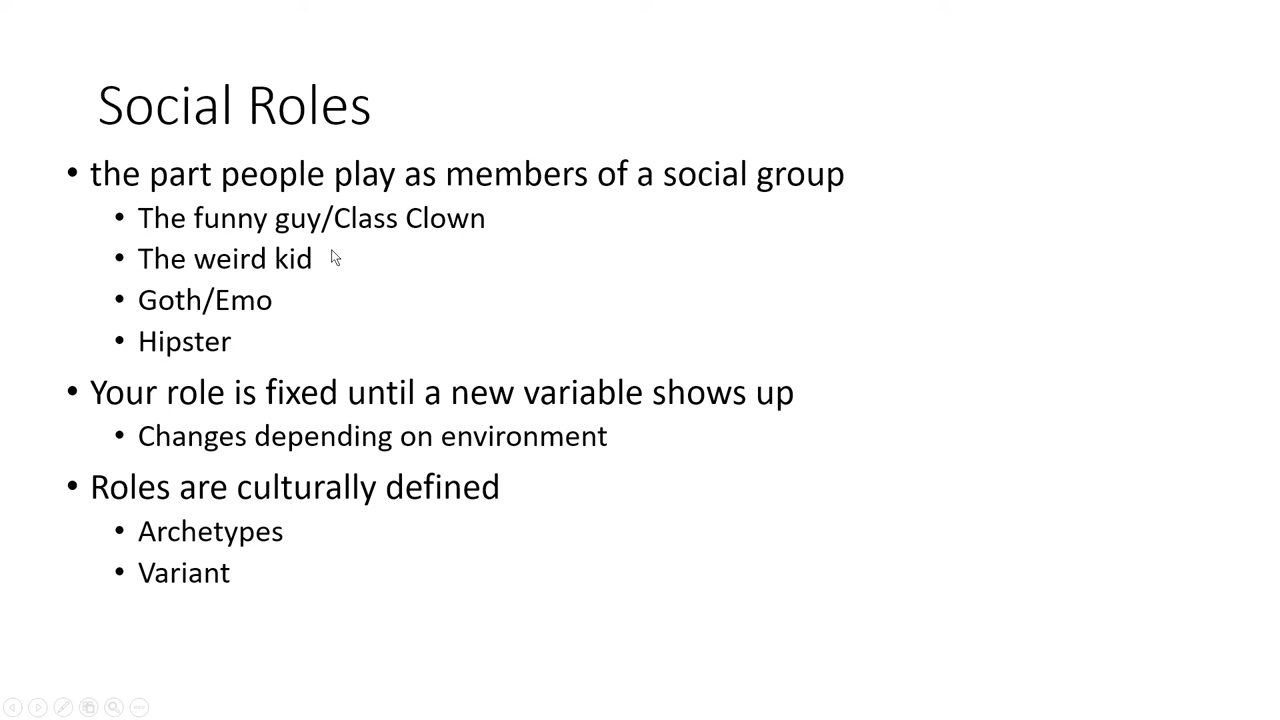 Social Roles
• the part people play as members of a social group
• The funny guy/Class Clown
• The weird kid
• Goth/Emo
• Hipster
• Your role is fixed until a new variable shows up
• Changes depending on environment
• Roles are culturally defined
• Archetypes
• Variant